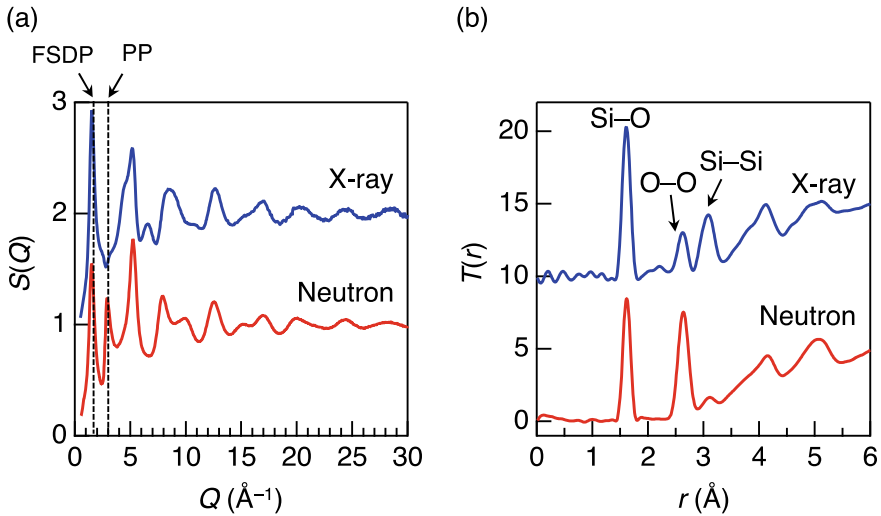 (a)
FSDP
PP
3
2
1
0
S(Q)
X-ray
Neutron
0 5 10 15 20 25 30
Q (Å⁻¹)
(b)
20
15
10
5
0
T(r)
Si–O
O–O
Si–Si
X-ray
Neutron
0 1 2 3 4 5 6
r (Å)